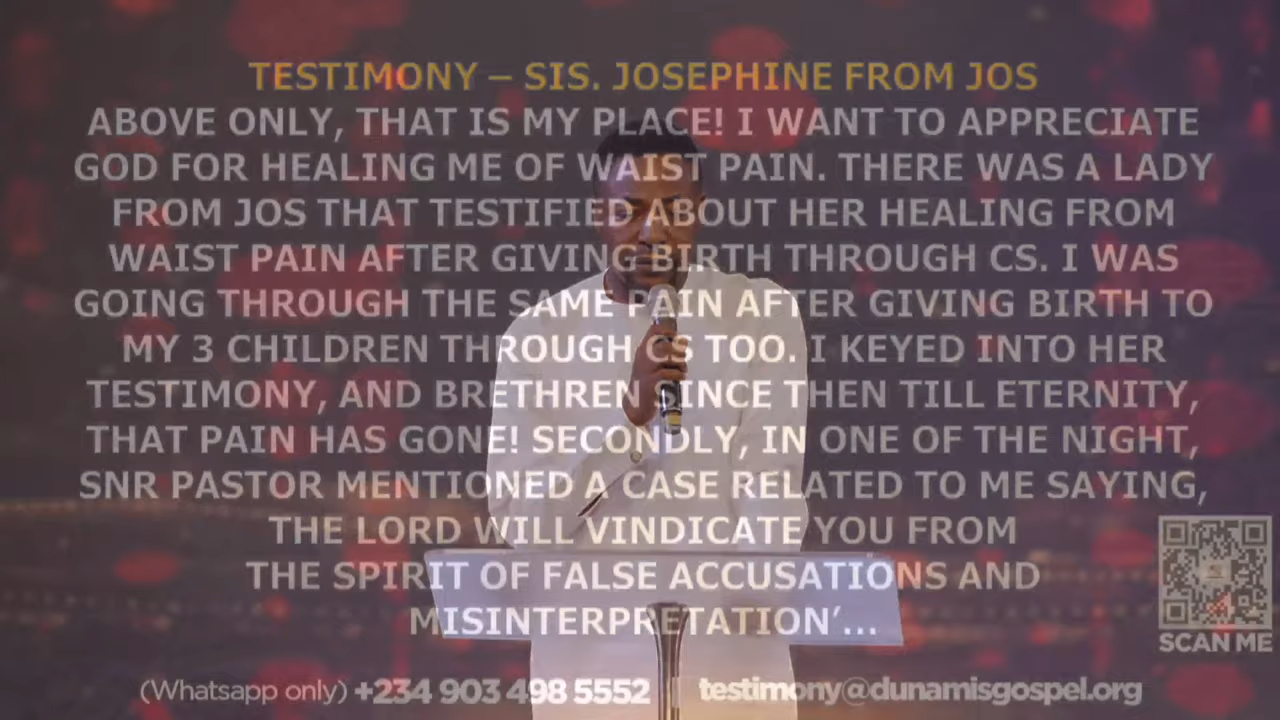 TESTIMONY – SIS. JOSEPHINE FROM JOS
ABOVE ONLY, THAT IS MY PLACE! I WANT TO APPRECIATE
GOD FOR HEALING ME OF WAIST PAIN. THERE WAS A LADY
FROM JOS THAT TESTIFIED ABOUT HER HEALING FROM
WAIST PAIN AFTER GIVING BIRTH THROUGH CS. I WAS
GOING THROUGH THE SAME PAIN AFTER GIVING BIRTH TO
MY 3 CHILDREN THROUGH CS TOO. I KEYED INTO HER
TESTIMONY, AND BRETHREN SINCE THEN TILL ETERNITY,
THAT PAIN HAS GONE! SECONDLY, IN ONE OF THE NIGHT,
SNR PASTOR MENTIONED A CASE RELATED TO ME SAYING,
THE LORD WILL VINDICATE YOU FROM
THE SPIRIT OF FALSE ACCUSATIONS AND
MISINTERPRETATION’...
SCAN ME
(Whatsapp only) +234 903 498 5552 testimony@dunamisgospel.org